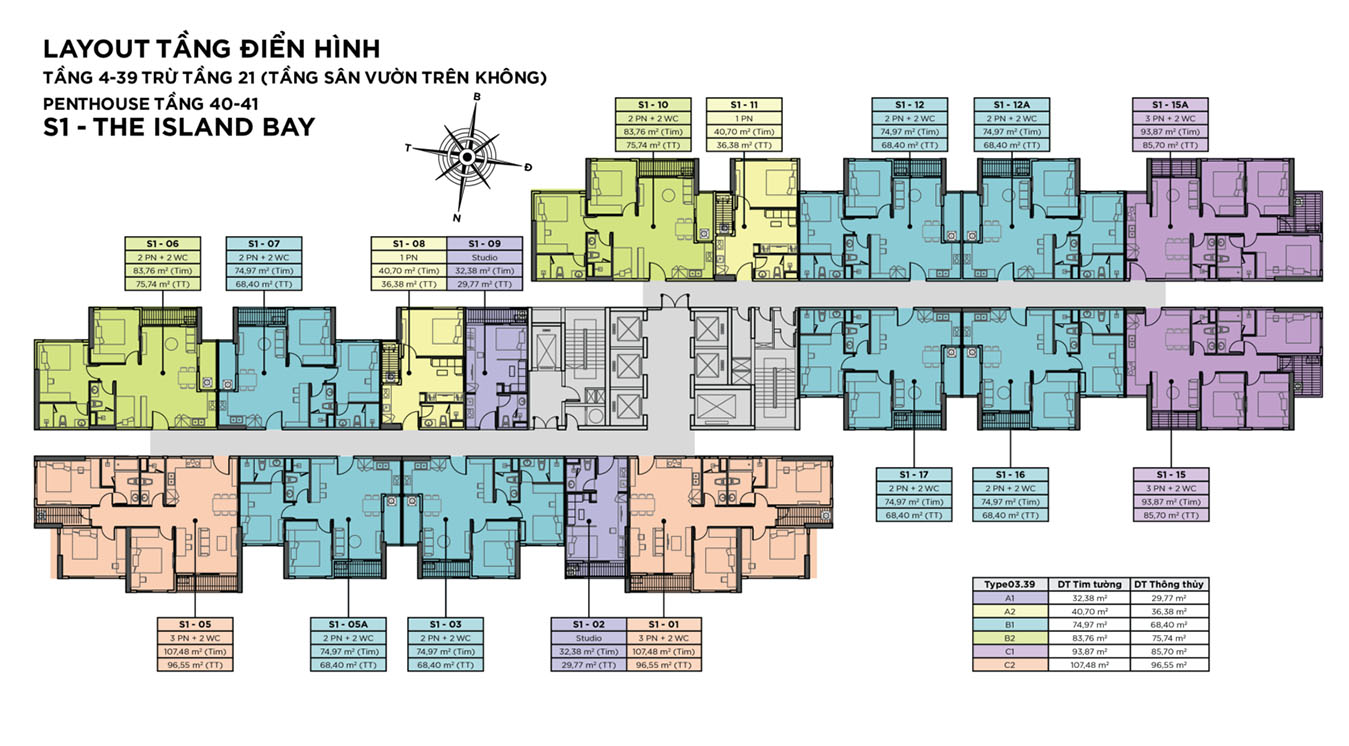 LAYOUT TẦNG ĐIỂN HÌNH
TẦNG 4-39 TRỪ TẦNG 21 (TẦNG SÂN VƯỜN TRÊN KHÔNG)
PENTHOUSE TẦNG 40-41
S1 - THE ISLAND BAY
B
T
Đ
N
S1 - 10
2 PN + 2 WC
83,76 m² (Tim)
75,74 m² (TT)
S1 - 11
1 PN
40,70 m² (Tim)
36,38 m² (TT)
S1 - 12
2 PN + 2 WC
74,97 m² (Tim)
68,40 m² (TT)
S1 - 12A
2 PN + 2 WC
74,97 m² (Tim)
68,40 m² (TT)
S1 - 15A
3 PN + 2 WC
93,87 m² (Tim)
85,70 m² (TT)
S1 - 06
2 PN + 2 WC
83,76 m² (Tim)
75,74 m² (TT)
S1 - 07
2 PN + 2 WC
74,97 m² (Tim)
68,40 m² (TT)
S1 - 08
1 PN
40,70 m² (Tim)
36,38 m² (TT)
S1 - 09
Studio
32,38 m² (Tim)
29,77 m² (TT)
S1 - 17
2 PN + 2 WC
74,97 m² (Tim)
68,40 m² (TT)
S1 - 16
2 PN + 2 WC
74,97 m² (Tim)
68,40 m² (TT)
S1 - 15
3 PN + 2 WC
93,87 m² (Tim)
85,70 m² (TT)
S1 - 05
3 PN + 2 WC
107,48 m² (Tim)
96,55 m² (TT)
S1 - 05A
2 PN + 2 WC
74,97 m² (Tim)
68,40 m² (TT)
S1 - 03
2 PN + 2 WC
74,97 m² (Tim)
68,40 m² (TT)
S1 - 02
Studio
32,38 m² (Tim)
29,77 m² (TT)
S1 - 01
3 PN + 2 WC
107,48 m² (Tim)
96,55 m² (TT)
Type03.39 DT Tim tường DT Thông thủy
A1 32,38 m² 29,77 m²
A2 40,70 m² 36,38 m²
B1 74,97 m² 68,40 m²
B2 83,76 m² 75,74 m²
C1 93,87 m² 85,70 m²
C2 107,48 m² 96,55 m²